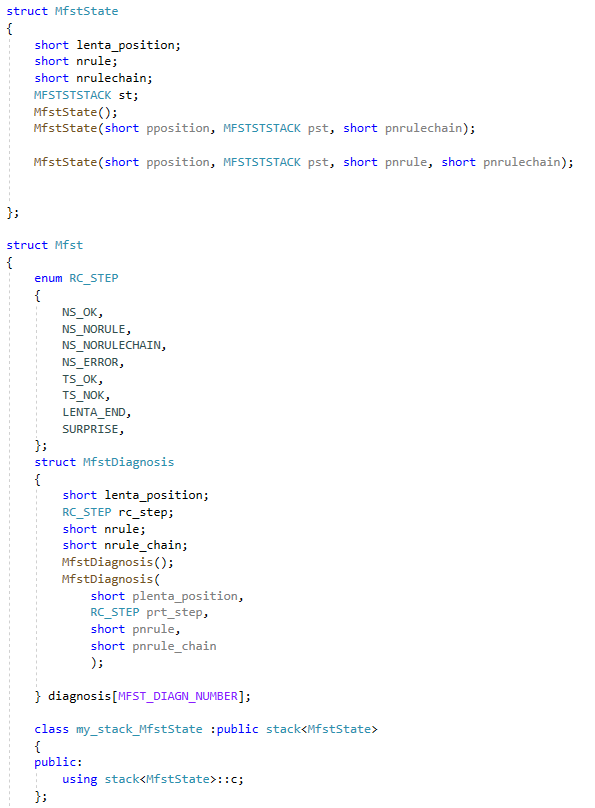 struct MfstState
{
short lenta_position;
short nrule;
short nrulechain;
MFSTSTSTACK st;
MfstState();
MfstState(short pposition, MFSTSTSTACK pst, short pnrulechain);
MfstState(short pposition, MFSTSTSTACK pst, short pnrule, short pnrulechain);
};
struct Mfst
{
enum RC_STEP
{
NS_OK,
NS_NORULE,
NS_NORULECHAIN,
NS_ERROR,
TS_OK,
TS_NOK,
LENTA_END,
SURPRISE,
};
struct MfstDiagnosis
{
short lenta_position;
RC_STEP rc_step;
short nrule;
short nrule_chain;
MfstDiagnosis();
MfstDiagnosis(
short plenta_position,
RC_STEP prt_step,
short pnrule,
short pnrule_chain
);
} diagnosis[MFST_DIAGN_NUMBER];
class my_stack_MfstState :public stack<MfstState>
{
public:
using stack<MfstState>::c;
};